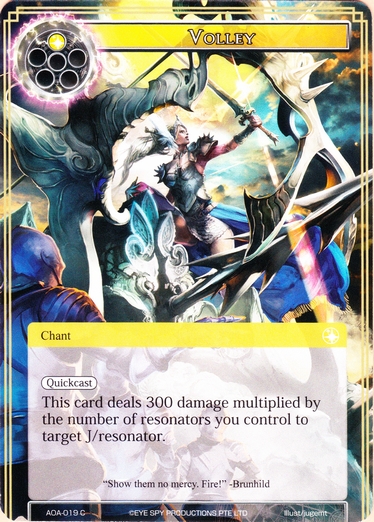 Volley
Chant
Quickcast
This card deals 300 damage multiplied by
the number of resonators you control to
target J/resonator.
"Show them no mercy. Fire!" -Brunhild
AOA-019 C ©EYE SPY PRODUCTIONS PTE LTD Illust/jugemt